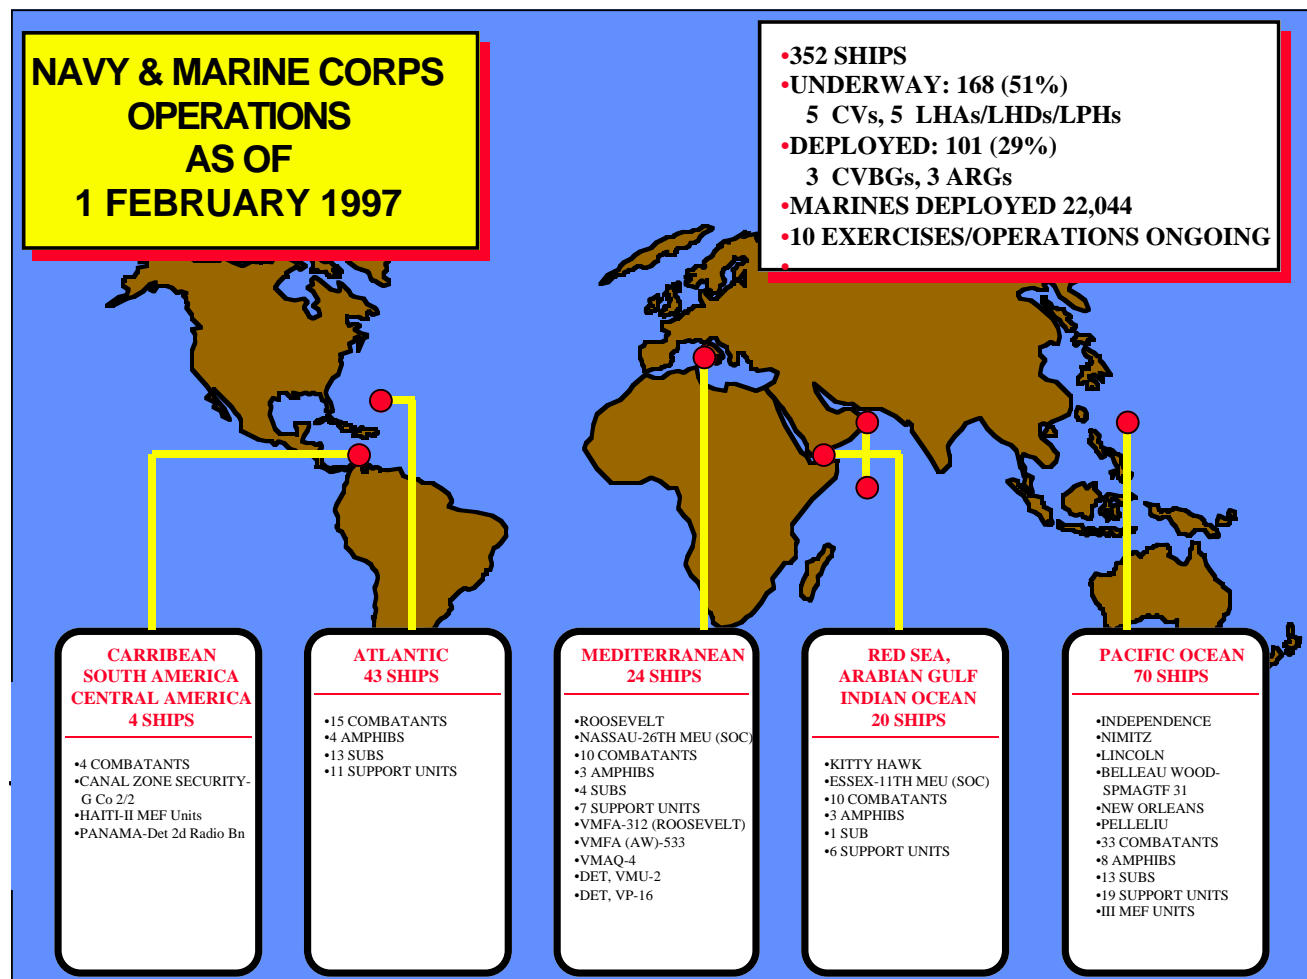 NAVY & MARINE CORPS
OPERATIONS
AS OF
1 FEBRUARY 1997
•352 SHIPS
•UNDERWAY: 168 (51%)
5 CVs, 5 LHAs/LHDs/LPHs
•DEPLOYED: 101 (29%)
3 CVBGs, 3 ARGs
•MARINES DEPLOYED 22,044
•10 EXERCISES/OPERATIONS ONGOING
•
CARRIBEAN
SOUTH AMERICA
CENTRAL AMERICA
4 SHIPS
•4 COMBATANTS
•CANAL ZONE SECURITY-
G Co 2/2
•HAITI-II MEF Units
•PANAMA-Det 2d Radio Bn
ATLANTIC
43 SHIPS
•15 COMBATANTS
•4 AMPHIBS
•13 SUBS
•11 SUPPORT UNITS
MEDITERRANEAN
24 SHIPS
•ROOSEVELT
•NASSAU-26TH MEU (SOC)
•10 COMBATANTS
•3 AMPHIBS
•4 SUBS
•7 SUPPORT UNITS
•VMFA-312 (ROOSEVELT)
•VMFA (AW)-533
•VMAQ-4
•DET, VMU-2
•DET, VP-16
RED SEA,
ARABIAN GULF
INDIAN OCEAN
20 SHIPS
•KITTY HAWK
•ESSEX-11TH MEU (SOC)
•10 COMBATANTS
•3 AMPHIBS
•1 SUB
•6 SUPPORT UNITS
PACIFIC OCEAN
70 SHIPS
•INDEPENDENCE
•NIMITZ
•LINCOLN
•BELLEAU WOOD-
SPMAGTF 31
•NEW ORLEANS
•PELLELIU
•33 COMBATANTS
•8 AMPHIBS
•13 SUBS
•19 SUPPORT UNITS
•III MEF UNITS